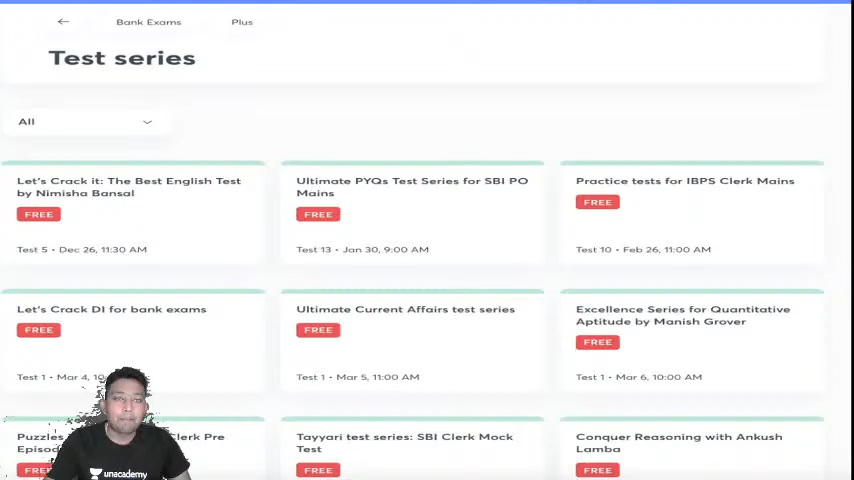 Bank Exams Plus
Test series
All
Let's Crack it: The Best English Test
by Nimisha Bansal
FREE
Test 5 • Dec 26, 11:30 AM
Ultimate PYQs Test Series for SBI PO
Mains
FREE
Test 13 • Jan 30, 9:00 AM
Practice tests for IBPS Clerk Mains
FREE
Test 10 • Feb 26, 11:00 AM
Let's Crack DI for bank exams
FREE
Test 1 • Mar 4,
Ultimate Current Affairs test series
FREE
Test 1 • Mar 5, 11:00 AM
Excellence Series for Quantitative
Aptitude by Manish Grover
FREE
Test 1 • Mar 6, 10:00 AM
Puzzles Clerk Pre
FREE
Tayyari test series: SBI Clerk Mock
Test
FREE
Conquer Reasoning with Ankush
Lamba
FREE
unacademy